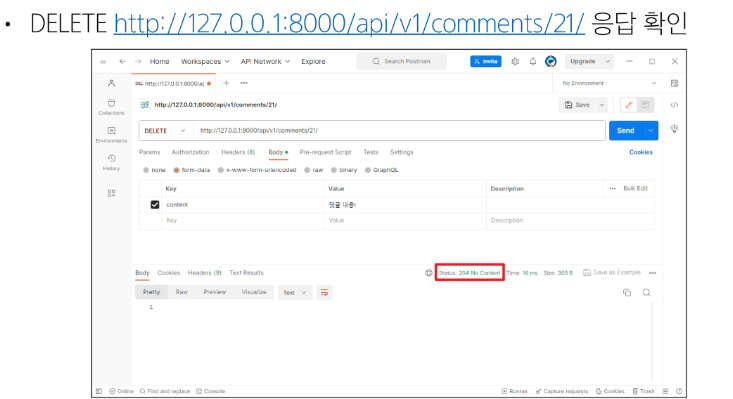 • DELETE http://127.0.0.1:8000/api/v1/comments/21/ 응답 확인
Home Workspaces API Network Explore Search Postman Invite Upgrade
DEL http://127.0.0.1:8000/aj No Environment
http://127.0.0.1:8000/api/v1/comments/21/ Save
Collections
DELETE http://127.0.0.1:8000/api/v1/comments/21/ Send
Environments
Params Authorization Headers (8) Body Pre-request Script Tests Settings Cookies
History
none form-data x-www-form-urlencoded raw binary GraphQL
Key Value Description Bulk Edit
content 댓글 내용!
Key Value Description
Body Cookies Headers (9) Test Results Status: 204 No Content Time: 16 ms Size: 305 B Save as Example
Pretty Raw Preview Visualize Text
1
Online Find and replace Console Runner Capture requests Cookies Trash